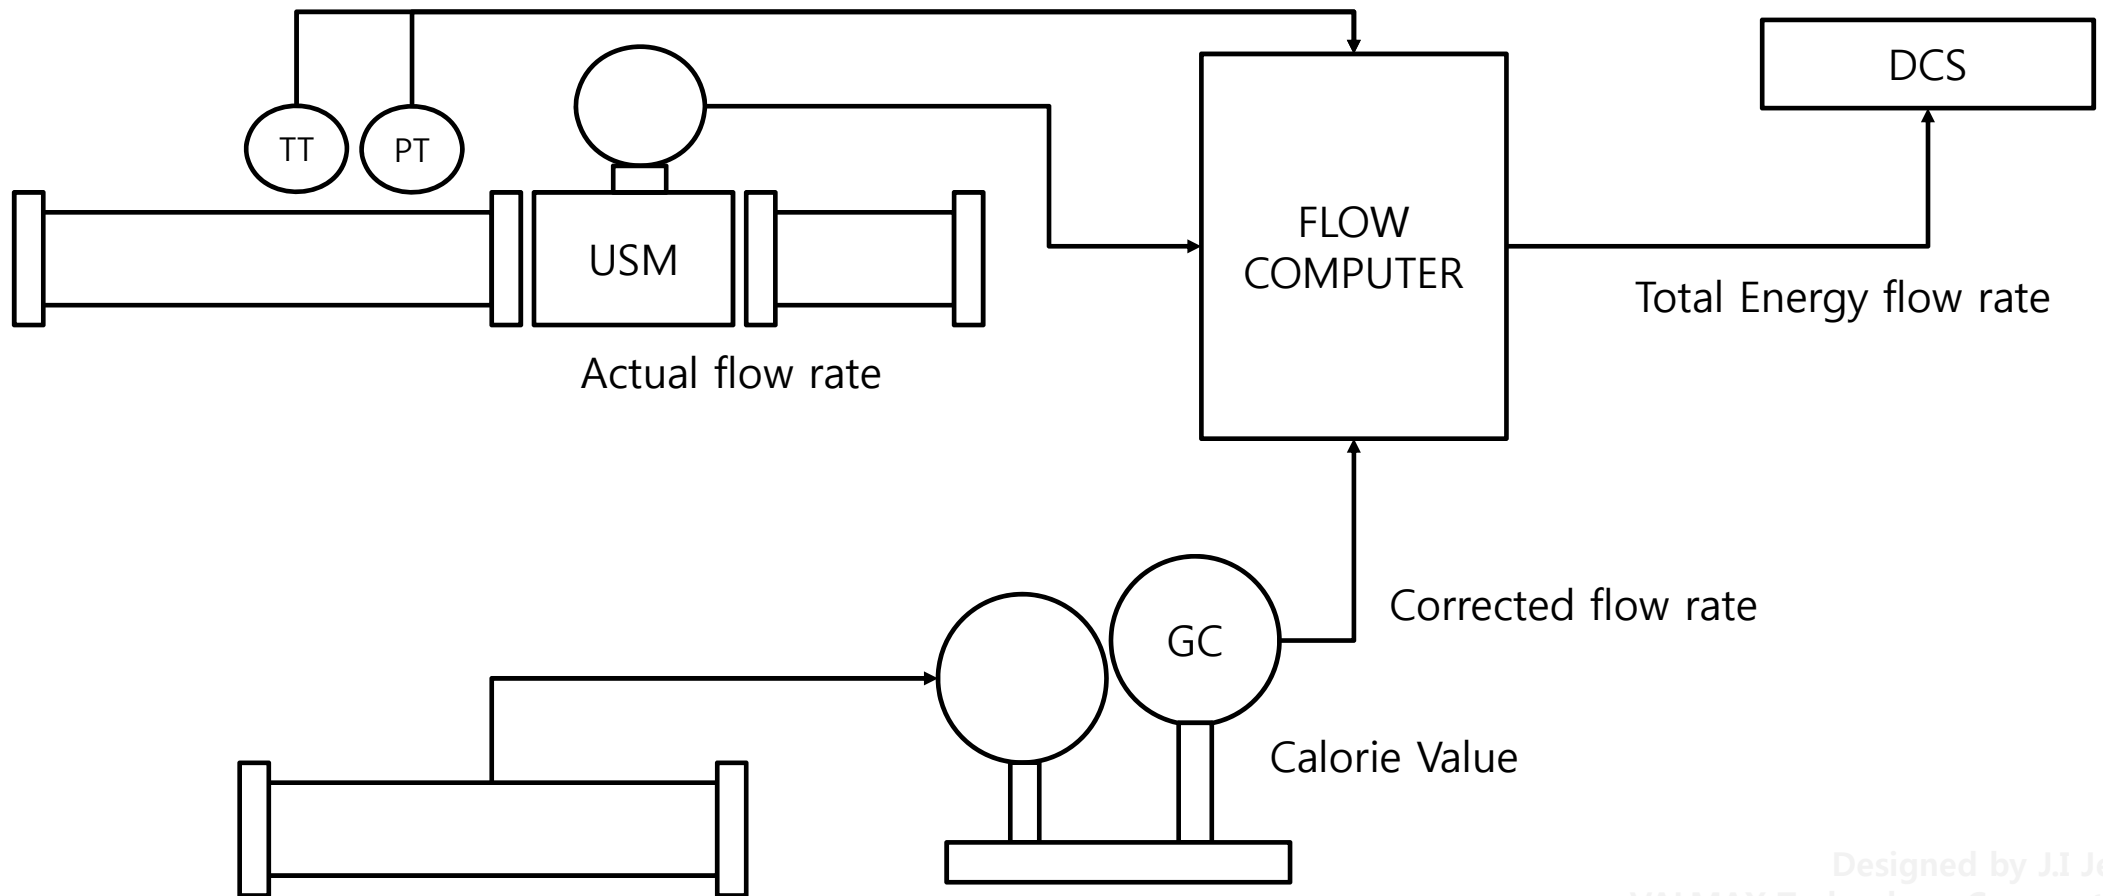 DCS
TT
PT
FLOW
COMPUTER
USM
Total Energy flow rate
Actual flow rate
Corrected flow rate
GC
Calorie Value
Designed by J.I